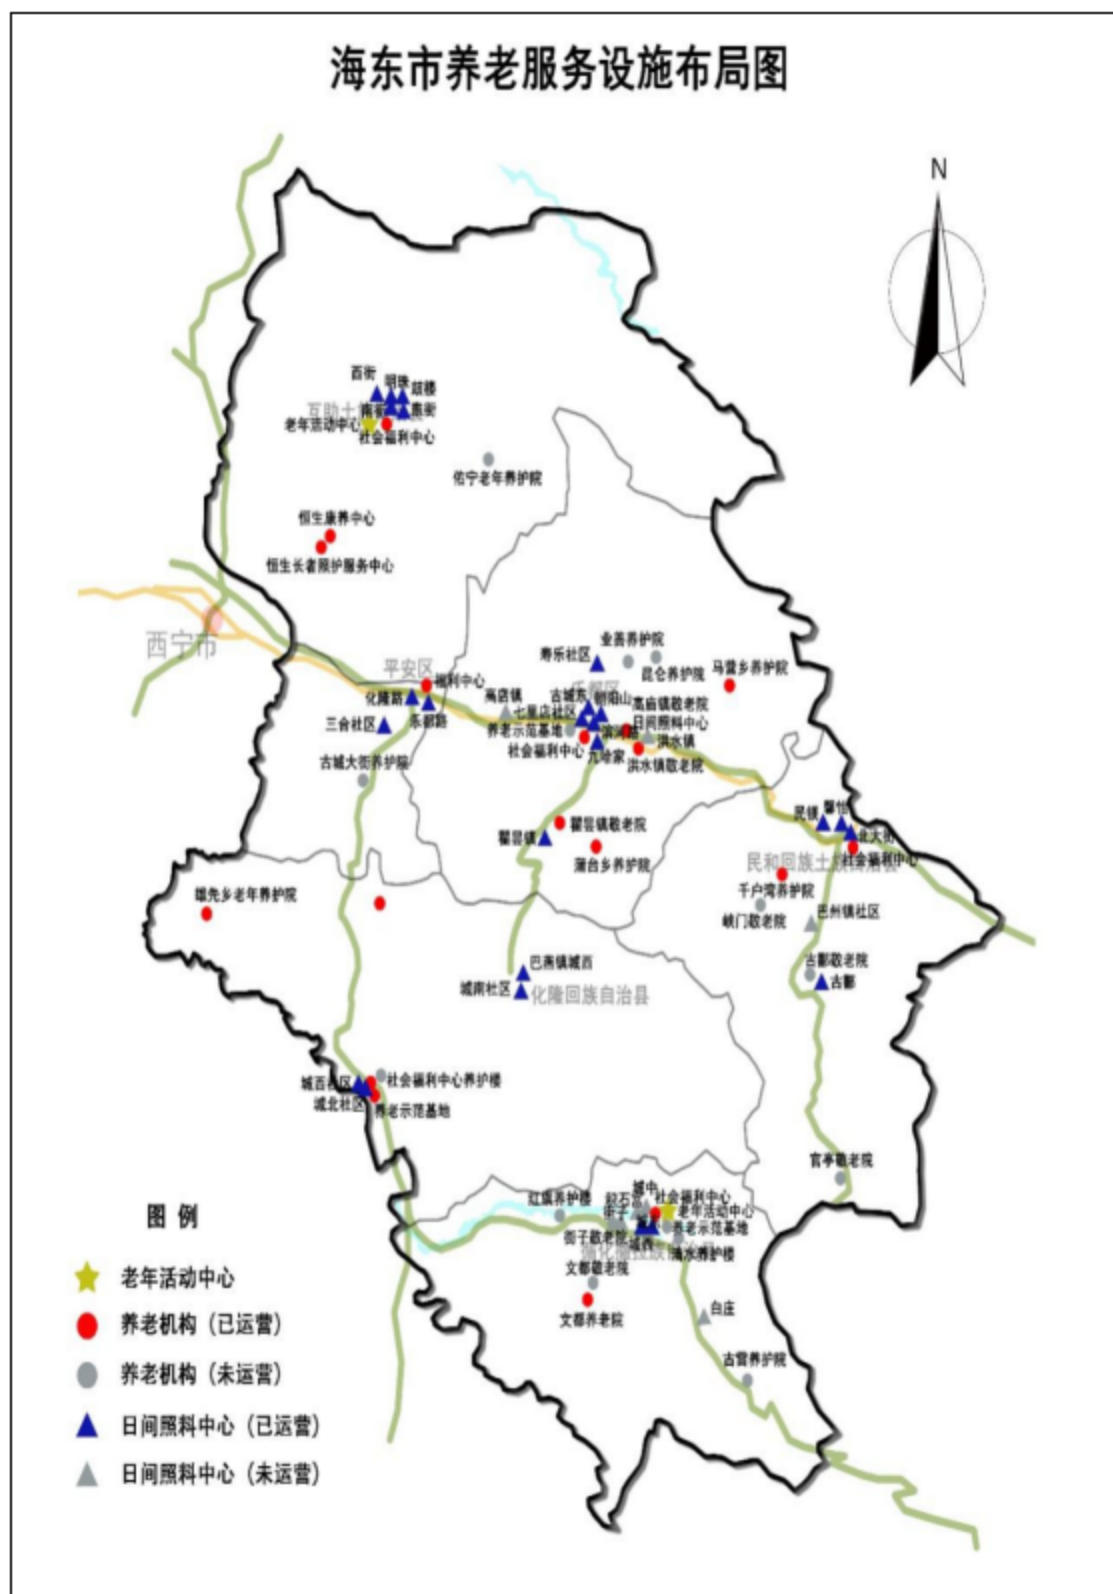 海东市养老服务设施布局图
N
西街
明珠
鼓楼
南街
老年活动中心
社会福利中心
佑宁老年养护院
恒生康养中心
恒生长者照护服务中心
西宁市
平安区
福利中心
化隆路
乐都路
三合社区
古城大街养护院
高店镇
寿乐社区
业善养护院
昆仑养护院
马营乡养护院
古城东
朝阳山
高庙镇敬老院
七里店社区
日间照料中心
养老示范基地
滨河路
洪水镇
社会福利中心
洪水镇敬老院
瞿昙镇
瞿昙镇敬老院
蒲台乡养护院
民镇
馨怡
北大街
社会福利中心
千户湾养护院
峡门敬老院
巴州镇社区
古鄯敬老院
古鄯
雄先乡老年养护院
巴燕镇城西
城南社区
化隆回族自治县
城西社区
社会福利中心养护楼
城北社区
养老示范基地
官亭敬老院
红旗养护楼
城中
社会福利中心
街子
老年活动中心
养老示范基地
街子敬老院
城西
清水养护楼
文都敬老院
文都养老院
白庄
古雷养护院
图 例
老年活动中心
养老机构（已运营）
养老机构（未运营）
日间照料中心（已运营）
日间照料中心（未运营）